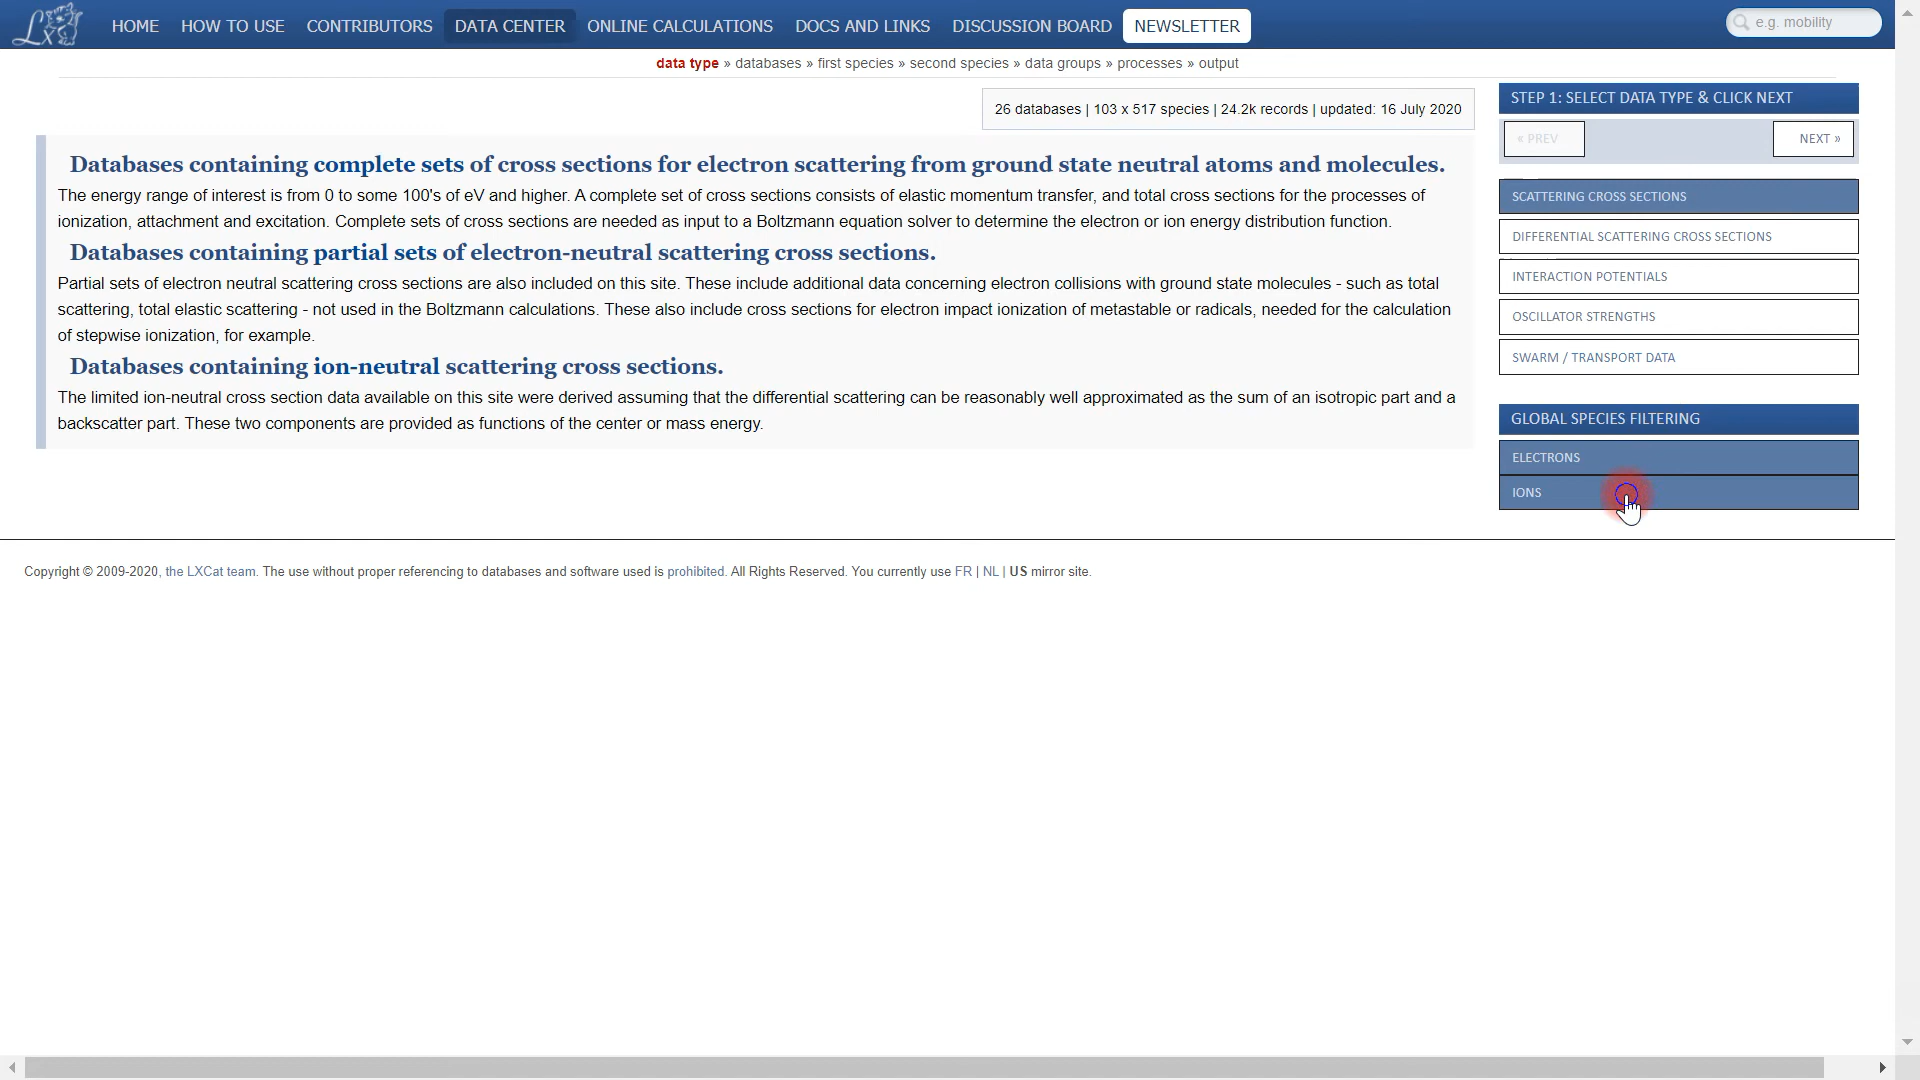 LX HOME HOW TO USE CONTRIBUTORS DATA CENTER ONLINE CALCULATIONS DOCS AND LINKS DISCUSSION BOARD NEWSLETTER e.g. mobility
data type » databases » first species » second species » data groups » processes » output
26 databases | 103 x 517 species | 24.2k records | updated: 16 July 2020
Databases containing complete sets of cross sections for electron scattering from ground state neutral atoms and molecules.
The energy range of interest is from 0 to some 100's of eV and higher. A complete set of cross sections consists of elastic momentum transfer, and total cross sections for the processes of
ionization, attachment and excitation. Complete sets of cross sections are needed as input to a Boltzmann equation solver to determine the electron or ion energy distribution function.
Databases containing partial sets of electron-neutral scattering cross sections.
Partial sets of electron neutral scattering cross sections are also included on this site. These include additional data concerning electron collisions with ground state molecules - such as total
scattering, total elastic scattering - not used in the Boltzmann calculations. These also include cross sections for electron impact ionization of metastable or radicals, needed for the calculation
of stepwise ionization, for example.
Databases containing ion-neutral scattering cross sections.
The limited ion-neutral cross section data available on this site were derived assuming that the differential scattering can be reasonably well approximated as the sum of an isotropic part and a
backscatter part. These two components are provided as functions of the center or mass energy.
STEP 1: SELECT DATA TYPE & CLICK NEXT
« PREV NEXT »
SCATTERING CROSS SECTIONS
DIFFERENTIAL SCATTERING CROSS SECTIONS
INTERACTION POTENTIALS
OSCILLATOR STRENGTHS
SWARM / TRANSPORT DATA
GLOBAL SPECIES FILTERING
ELECTRONS
IONS
Copyright © 2009-2020, the LXCat team. The use without proper referencing to databases and software used is prohibited. All Rights Reserved. You currently use FR | NL | US mirror site.